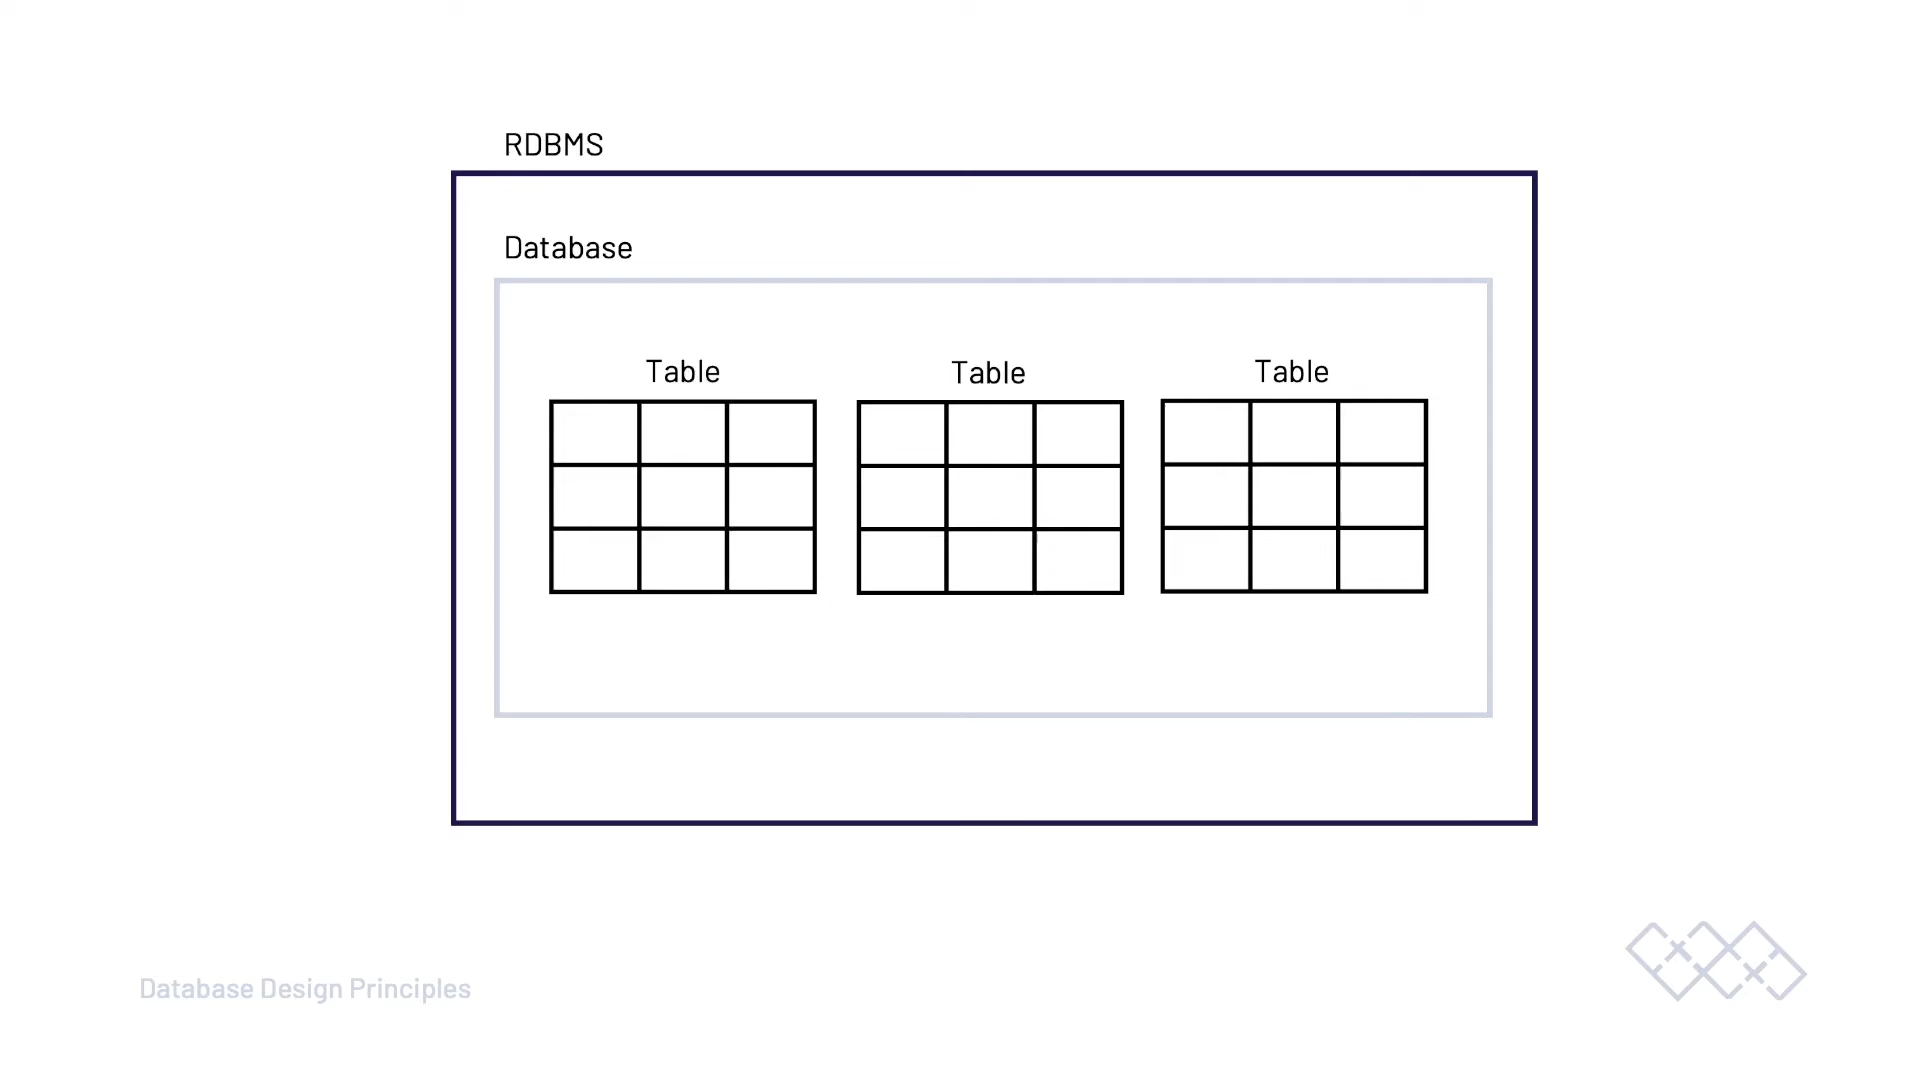 RDBMS
Database
Table
Table
Table
Database Design Principles